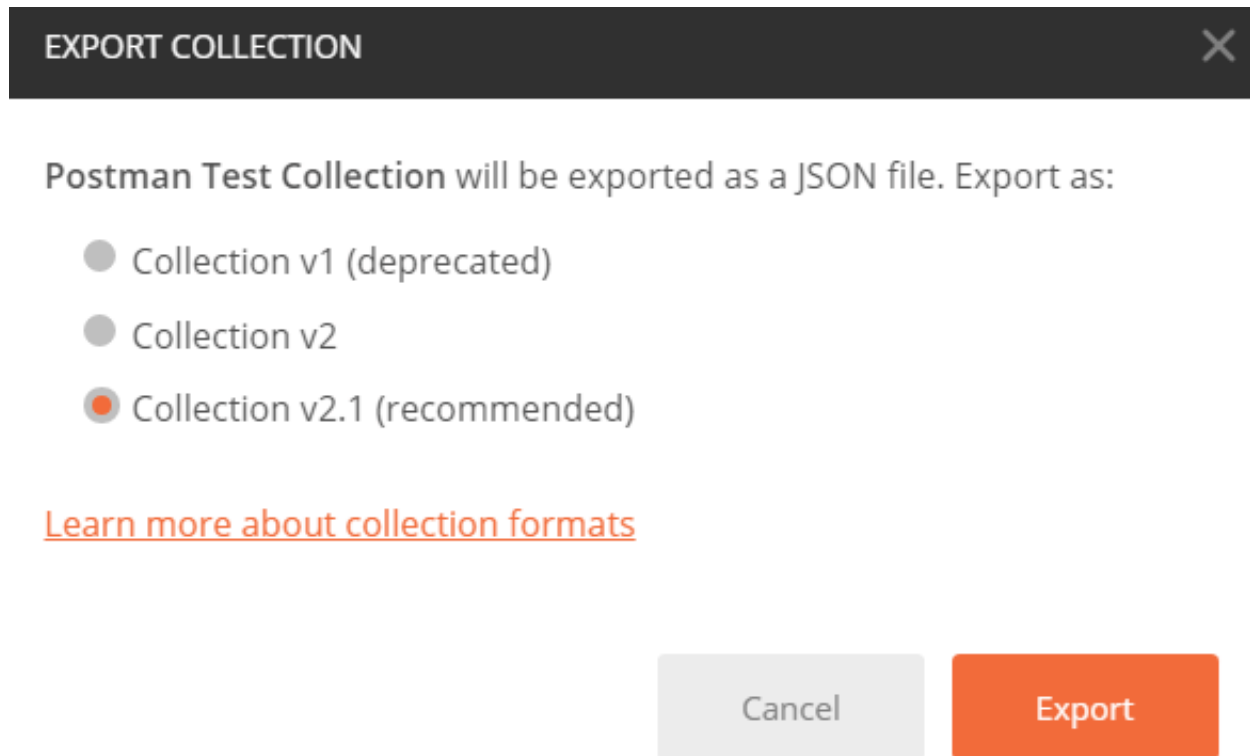 EXPORT COLLECTION
Postman Test Collection will be exported as a JSON file. Export as:
Collection v1 (deprecated)
Collection v2
Collection v2.1 (recommended)
Learn more about collection formats
Cancel Export